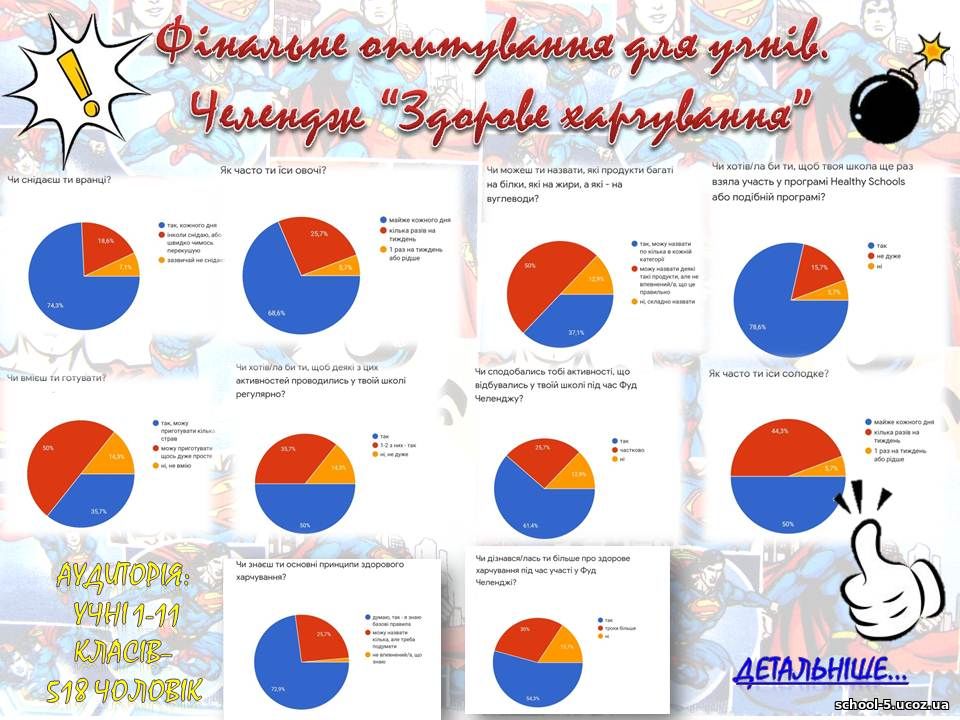 Фінальне опитування для учнів.
Челендж “Здорове харчування”
Чи снідаєш ти вранці?
18,6%
7,1%
74,3%
так, кожного дня
інколи снідаю, або
швидко чимось
перекушую
зазвичай не снідаю
Як часто ти їси овочі?
25,7%
5,7%
68,6%
майже кожного дня
кілька разів на
тиждень
1 раз на тиждень
або рідше
Чи можеш ти назвати, які продукти багаті
на білки, які на жири, а які - на
вуглеводи?
50%
12,9%
37,1%
так, можу назвати
по кілька в кожній
категорії
можу назвати деякі
такі продукти, але не
впевнений/а, що це
правильно
ні, складно назвати
Чи хотів/ла би ти, щоб твоя школа ще раз
взяла участь у програмі Healthy Schools
або подібній програмі?
15,7%
5,7%
78,6%
так
не дуже
ні
Чи вмієш ти готувати?
50%
14,3%
35,7%
так, можу
приготувати кілька
страв
можу приготувати
щось дуже просте
ні, не вмію
Чи хотів/ла би ти, щоб деякі з цих
активностей проводились у твоїй школі
регулярно?
35,7%
14,3%
50%
так
1-2 з них - так
ні, не дуже
Чи сподобались тобі активності, що
відбувались у твоїй школі під час Фуд
Челенджу?
25,7%
12,9%
61,4%
так
частково
ні
Як часто ти їси солодке?
44,3%
5,7%
50%
майже кожного дня
кілька разів на
тиждень
1 раз на тиждень
або рідше
АУДИТОРІЯ:
УЧНІ 1-11
КЛАСІВ–
518 ЧОЛОВІК
Чи знаєш ти основні принципи здорового
харчування?
25,7%
72,9%
думаю, так - я знаю
базові правила
можу назвати
кілька, але треба
подумати
не впевнений/а, що
знаю
Чи дізнався/лась ти більше про здорове
харчування під час участі у Фуд
Челенджі?
30%
15,7%
54,3%
так
трохи більше
ні
ДЕТАЛЬНІШЕ...
school-5.ucoz.ua